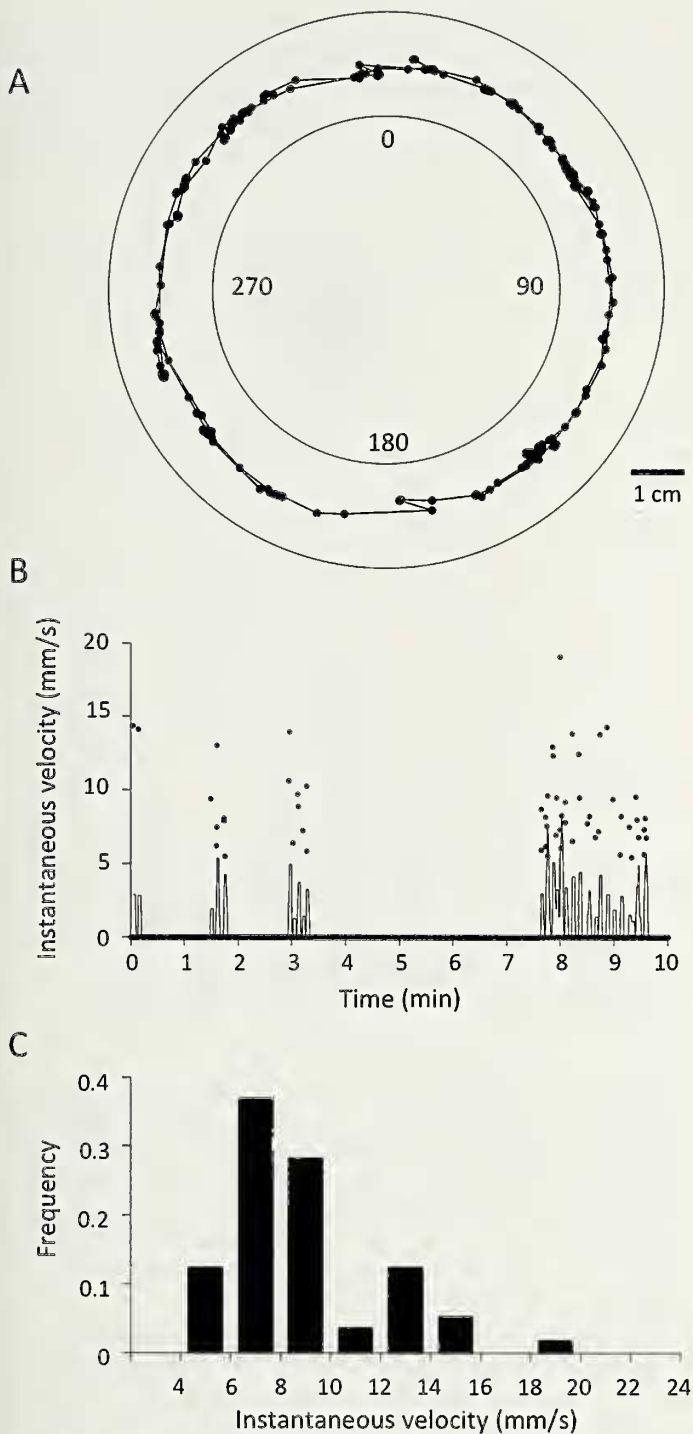 A
0
270
90
180
1 cm
B
Instantaneous velocity (mm/s)
20
15
10
5
0
0 1 2 3 4 5 6 7 8 9 10
Time (min)
C
Frequency
0.4
0.3
0.2
0.1
0
4 6 8 10 12 14 16 18 20 22 24
Instantaneous velocity (mm/s)